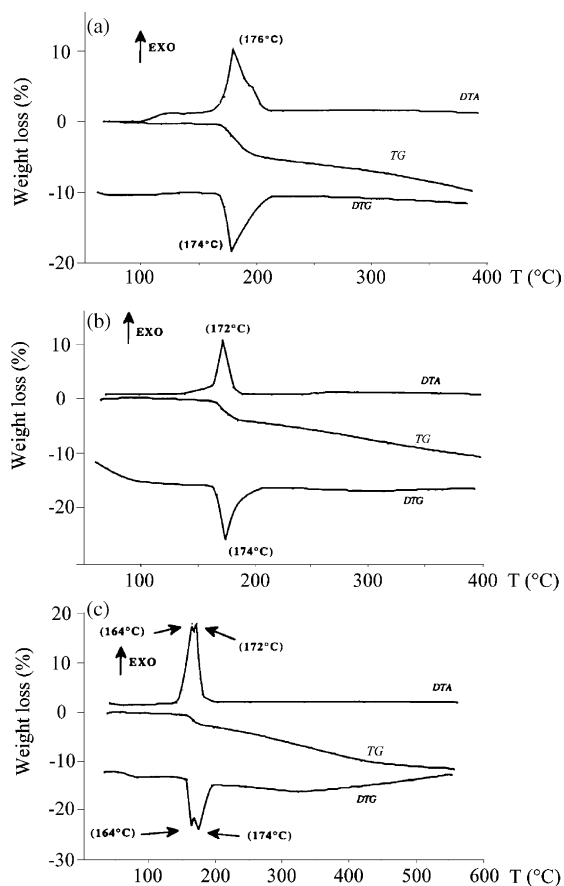 (a)
EXO
(176°C)
10
DTA
0
TG
-10
DTG
(174°C)
-20
100 200 300 400 T (°C)
Weight loss (%)
(b)
EXO
(172°C)
10
DTA
0
TG
-10
-20
DTG
(174°C)
100 200 300 400 T (°C)
Weight loss (%)
(c)
20
(164°C)
(172°C)
EXO
10
DTA
0
TG
-10
DTG
-20
(164°C)
(174°C)
-30
0 100 200 300 400 500 600 T (°C)
Weight loss (%)